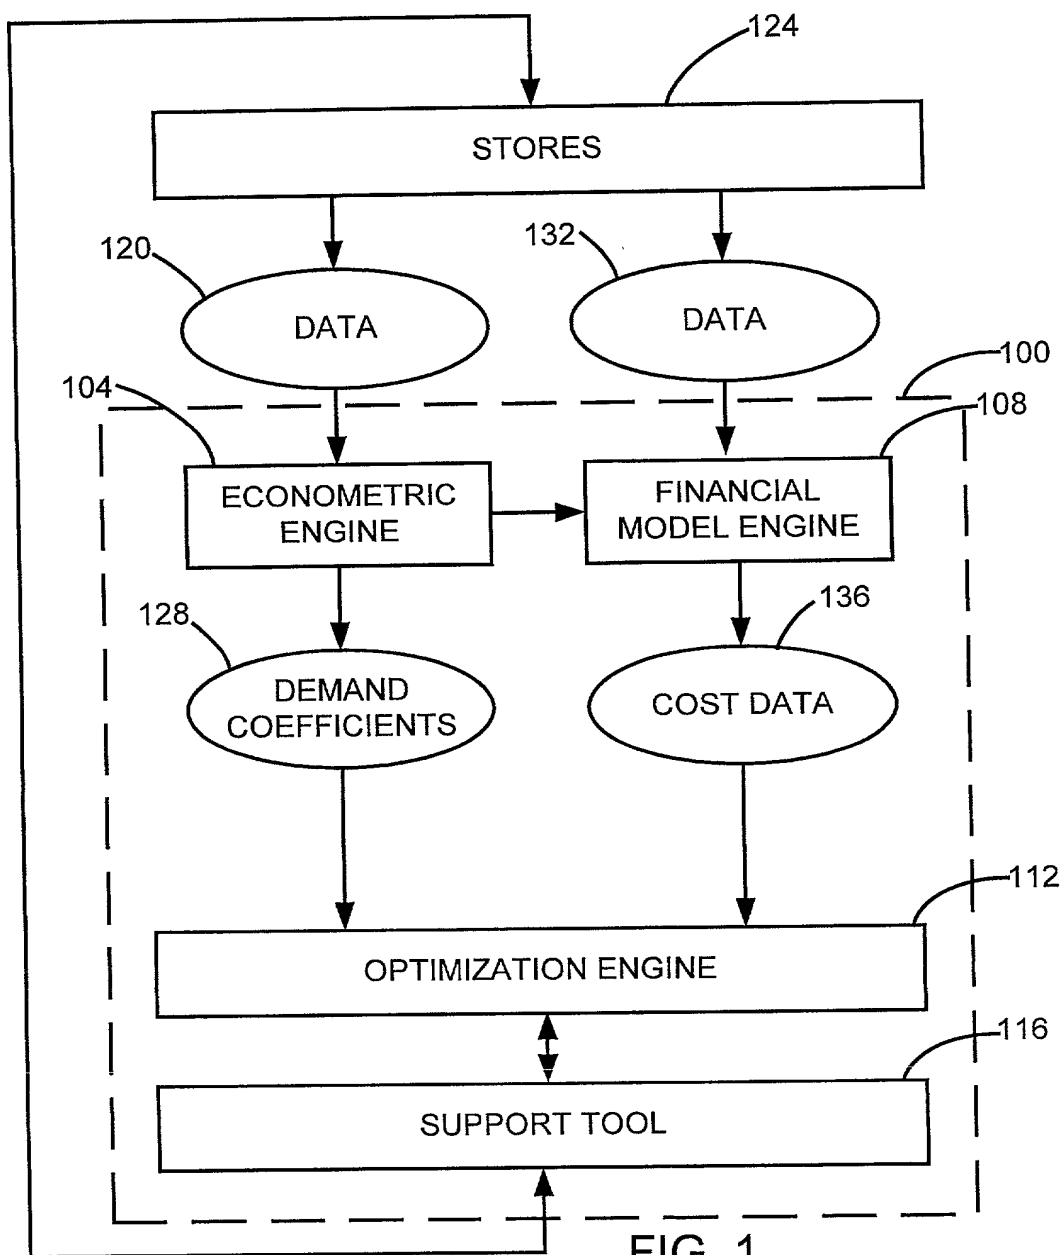 124
STORES
120
132
DATA
DATA
100
104
108
ECONOMETRIC
ENGINE
FINANCIAL
MODEL ENGINE
128
136
DEMAND
COEFFICIENTS
COST DATA
112
OPTIMIZATION ENGINE
116
SUPPORT TOOL
FIG. 1